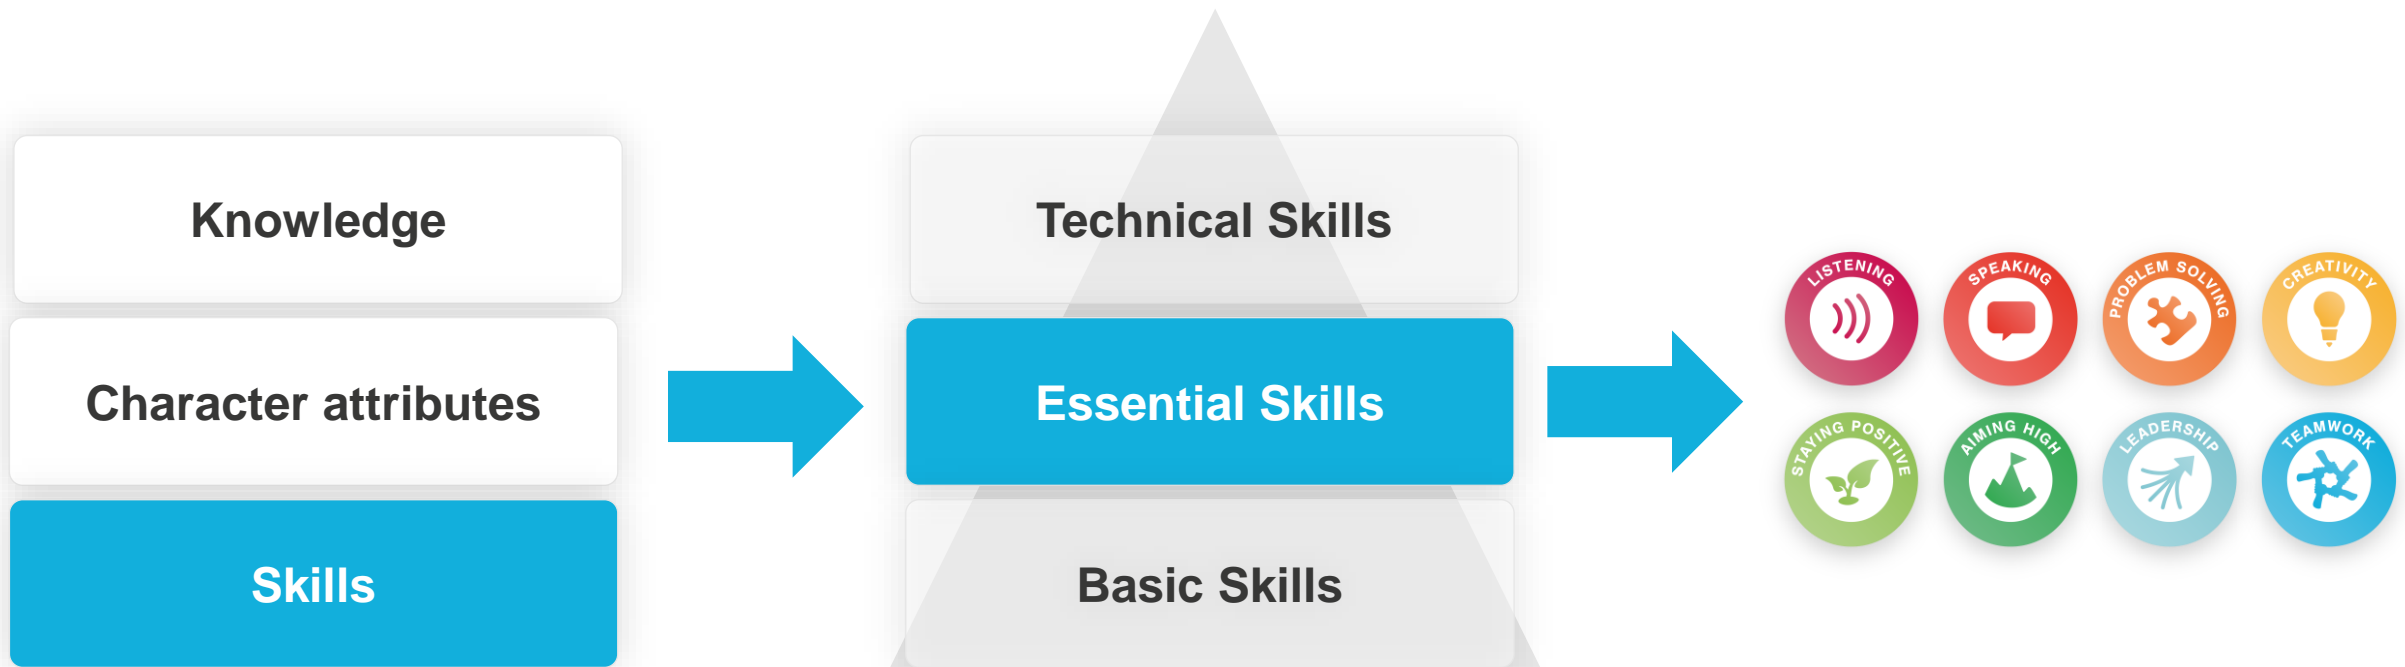 Knowledge
Character attributes
Skills
Technical Skills
Essential Skills
Basic Skills
LISTENING
SPEAKING
PROBLEM SOLVING
CREATIVITY
STAYING POSITIVE
AIMING HIGH
LEADERSHIP
TEAMWORK